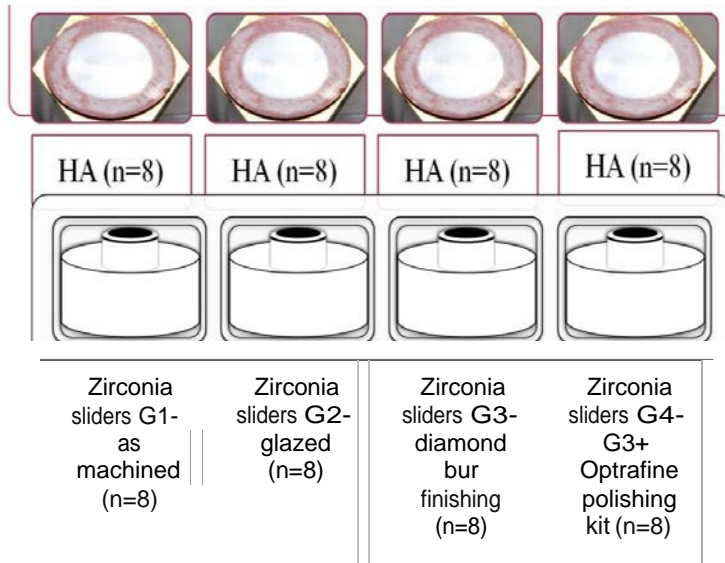 HA (n=8)
HA (n=8)
HA (n=8)
HA (n=8)
Zirconia
sliders G1-
as
machined
(n=8)
Zirconia
sliders G2-
glazed
(n=8)
Zirconia
sliders G3-
diamond
bur
finishing
(n=8)
Zirconia
sliders G4-
G3+
Optrafine
polishing
kit (n=8)